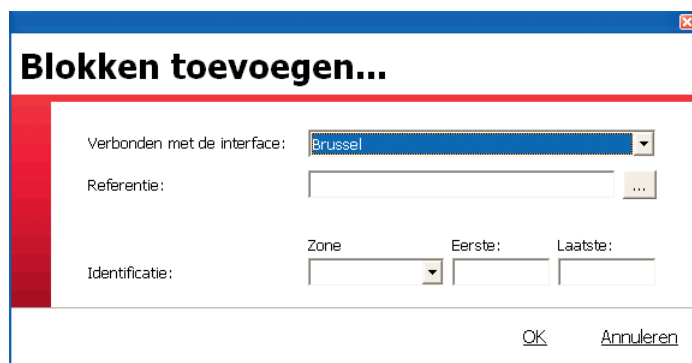 Blokken toevoegen...
Verbonden met de interface: Brussel
Referentie: ...
Zone Eerste: Laatste:
Identificatie:
OK Annuleren